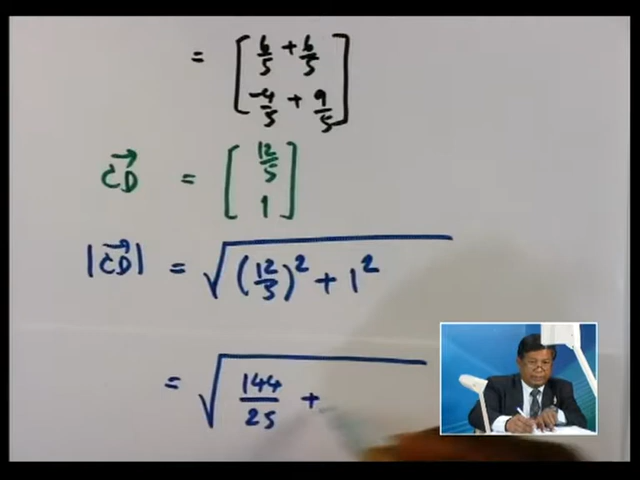 = [6/5 + 6/5
-4/5 + 9/5]
CD→ = [12/5
1]
|CD→| = √((12/5)² + 1²)
= √(144/25 +